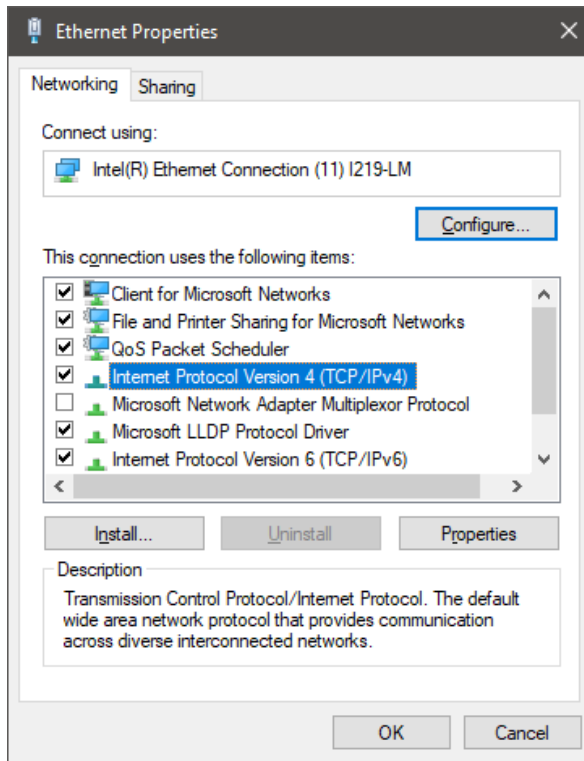 Ethernet Properties
Networking
Sharing
Connect using:
Intel(R) Ethernet Connection (11) I219-LM
Configure...
This connection uses the following items:
Client for Microsoft Networks
File and Printer Sharing for Microsoft Networks
QoS Packet Scheduler
Internet Protocol Version 4 (TCP/IPv4)
Microsoft Network Adapter Multiplexor Protocol
Microsoft LLDP Protocol Driver
Internet Protocol Version 6 (TCP/IPv6)
Install...
Uninstall
Properties
Description
Transmission Control Protocol/Internet Protocol. The default
wide area network protocol that provides communication
across diverse interconnected networks.
OK
Cancel